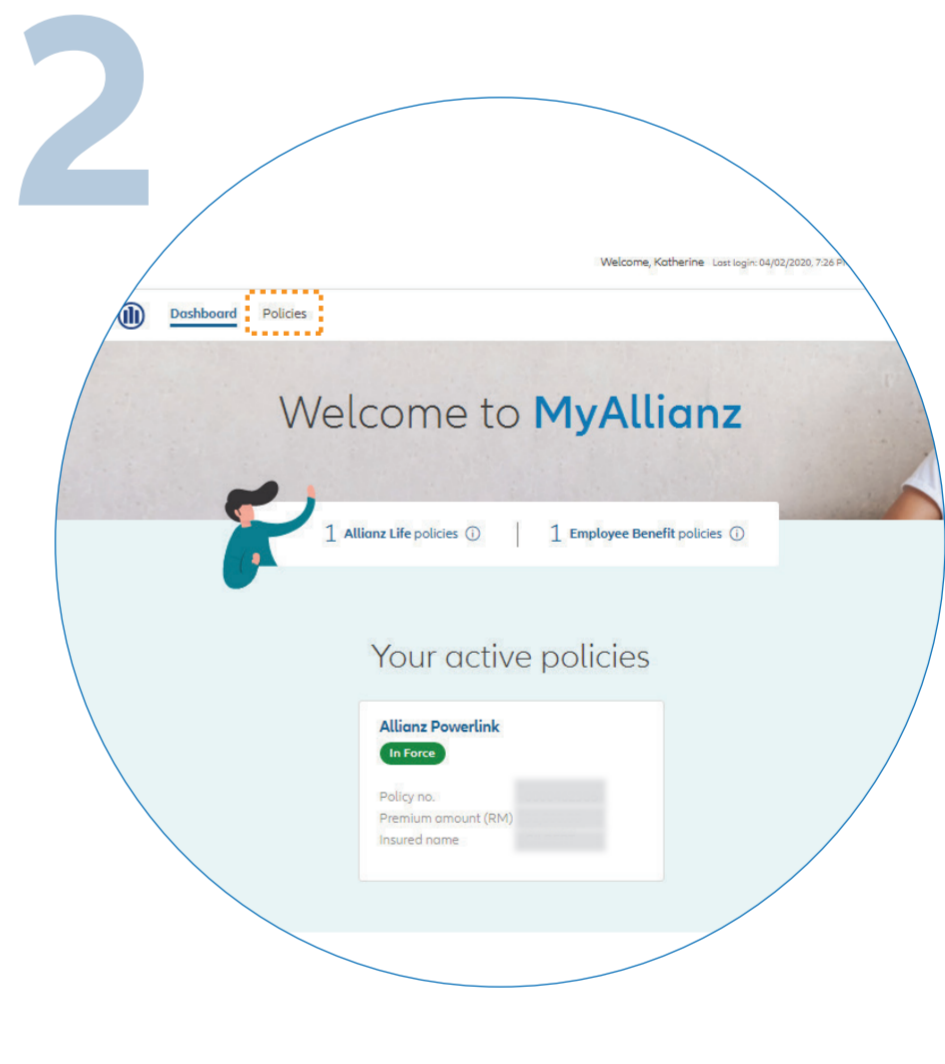 2
Welcome, Katherine Last login: 04/02/2020, 7:26
Dashboard Policies
Welcome to MyAllianz
1 Allianz Life policies | 1 Employee Benefit policies
Your active policies
Allianz Powerlink
In Force
Policy no.
Premium amount (RM)
Insured name